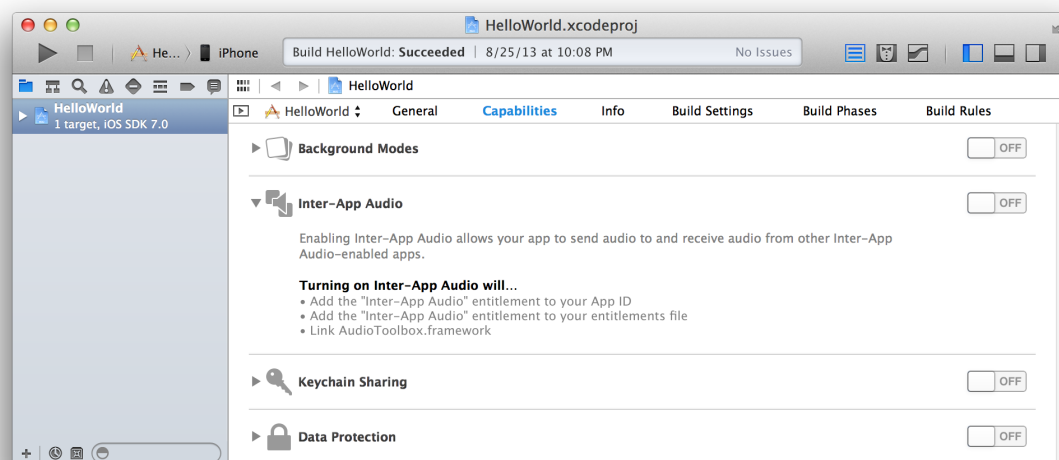 HelloWorld.xcodeproj
He... iPhone
Build HelloWorld: Succeeded | 8/25/13 at 10:08 PM No Issues
HelloWorld
1 target, iOS SDK 7.0
HelloWorld
HelloWorld General Capabilities Info Build Settings Build Phases Build Rules
Background Modes OFF
Inter-App Audio OFF
Enabling Inter-App Audio allows your app to send audio to and receive audio from other Inter-App
Audio-enabled apps.
Turning on Inter-App Audio will...
• Add the "Inter-App Audio" entitlement to your App ID
• Add the "Inter-App Audio" entitlement to your entitlements file
• Link AudioToolbox.framework
Keychain Sharing OFF
Data Protection OFF